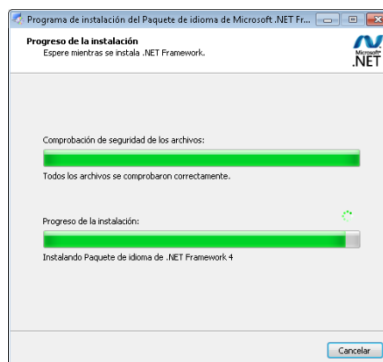 Programa de instalación del Paquete de idioma de Microsoft .NET Fr...
Progreso de la instalación
Espere mientras se instala .NET Framework.
Microsoft
.NET
Comprobación de seguridad de los archivos:
Todos los archivos se comprobaron correctamente.
Progreso de la instalación:
Instalando Paquete de idioma de .NET Framework 4
Cancelar